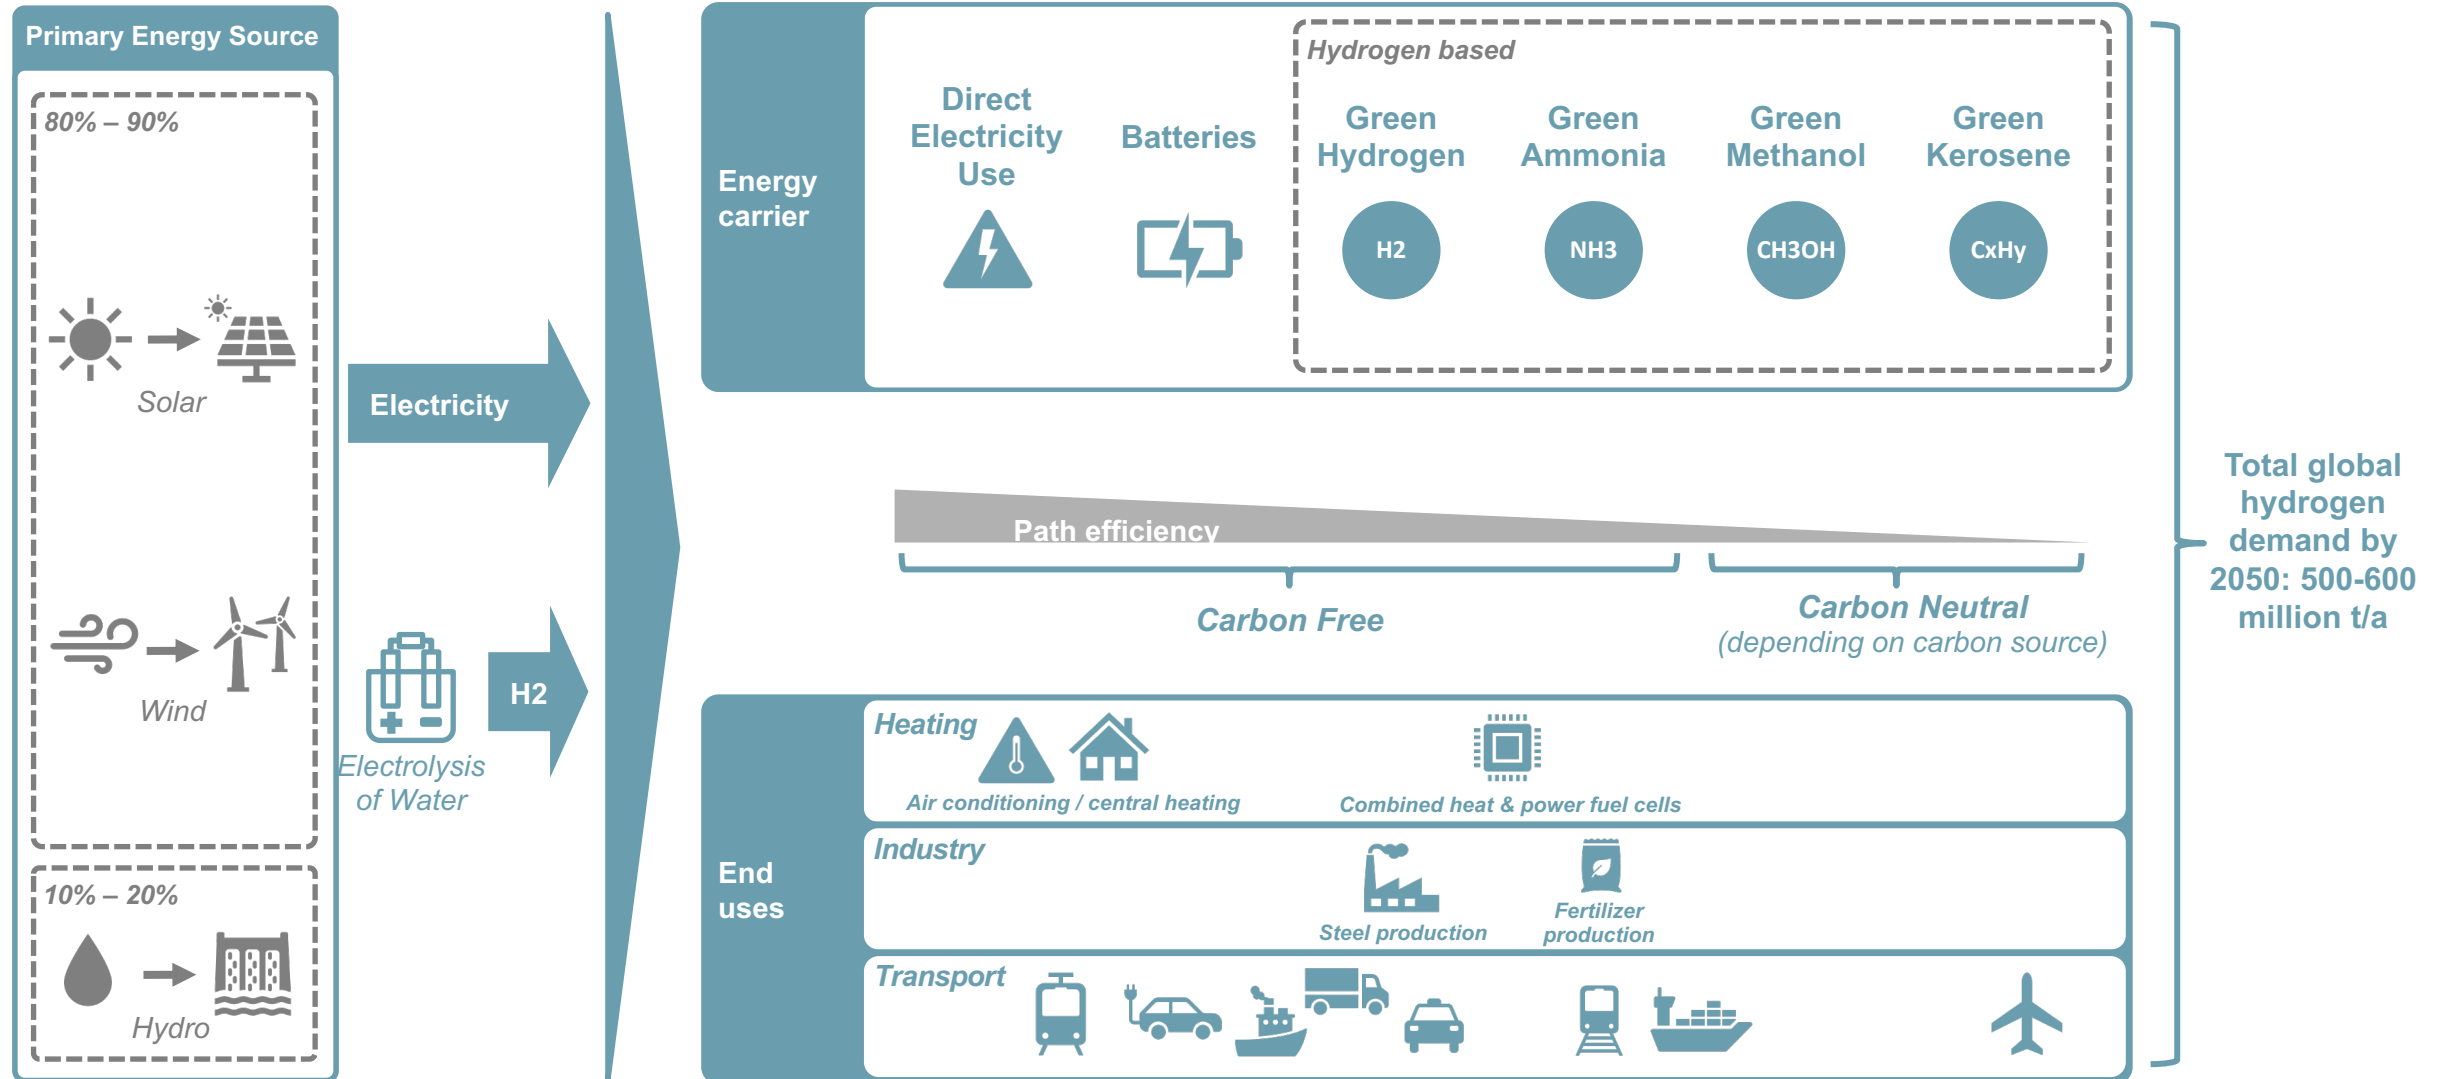 Primary Energy Source
80% – 90%
Solar
Wind
10% – 20%
Hydro
Electricity
Electrolysis
of Water
H2
Energy
carrier
Direct
Electricity
Use
Batteries
Hydrogen based
Green
Hydrogen
H2
Green
Ammonia
NH3
Green
Methanol
CH3OH
Green
Kerosene
CxHy
Path efficiency
Carbon Free
Carbon Neutral
(depending on carbon source)
End
uses
Heating
Air conditioning / central heating
Combined heat & power fuel cells
Industry
Steel production
Fertilizer
production
Transport
Total global
hydrogen
demand by
2050: 500-600
million t/a